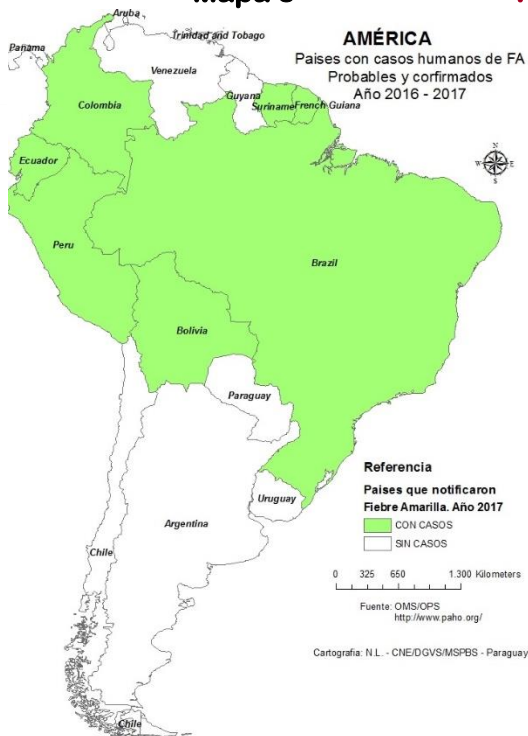 AMÉRICA
Paises con casos humanos de FA
Probables y corfirmados
Año 2016 - 2017
Aruba
Panama
Trinidad and Tobago
Venezuela
Guyana
Colombia
Suriname
French Guiana
Ecuador
N
W
E
S
Peru
Brazil
Bolivia
Paraguay
Uruguay
Argentina
Chile
Chile
Referencia
Paises que notificaron
Fiebre Amarilla. Año 2017
CON CASOS
SIN CASOS
0 325 650 1.300 Kilometers
Fuente: OMS/OPS
http://www.paho.org/
Cartografia: N.L. - CNE/DGVS/MSPBS - Paraguay